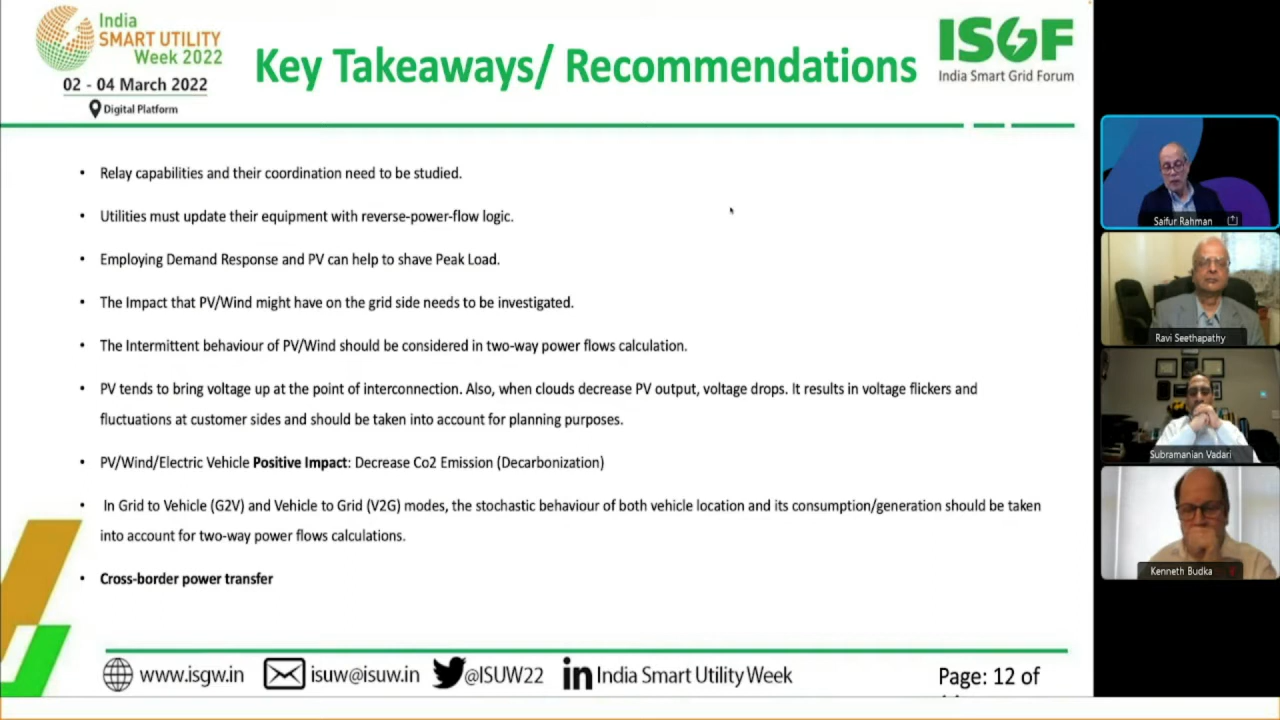 India
SMART UTILITY
Week 2022
02 - 04 March 2022
Digital Platform
Key Takeaways/ Recommendations
ISGF
India Smart Grid Forum
• Relay capabilities and their coordination need to be studied.
• Utilities must update their equipment with reverse-power-flow logic.
• Employing Demand Response and PV can help to shave Peak Load.
• The Impact that PV/Wind might have on the grid side needs to be investigated.
• The Intermittent behaviour of PV/Wind should be considered in two-way power flows calculation.
• PV tends to bring voltage up at the point of interconnection. Also, when clouds decrease PV output, voltage drops. It results in voltage flickers and
fluctuations at customer sides and should be taken into account for planning purposes.
• PV/Wind/Electric Vehicle Positive Impact: Decrease Co2 Emission (Decarbonization)
• In Grid to Vehicle (G2V) and Vehicle to Grid (V2G) modes, the stochastic behaviour of both vehicle location and its consumption/generation should be taken
into account for two-way power flows calculations.
• Cross-border power transfer
www.isgw.in
isuw@isuw.in
@ISUW22
in India Smart Utility Week
Page: 12 of
Saifur Rahman
Ravi Seethapathy
Subramanian Vadari
Kenneth Budka